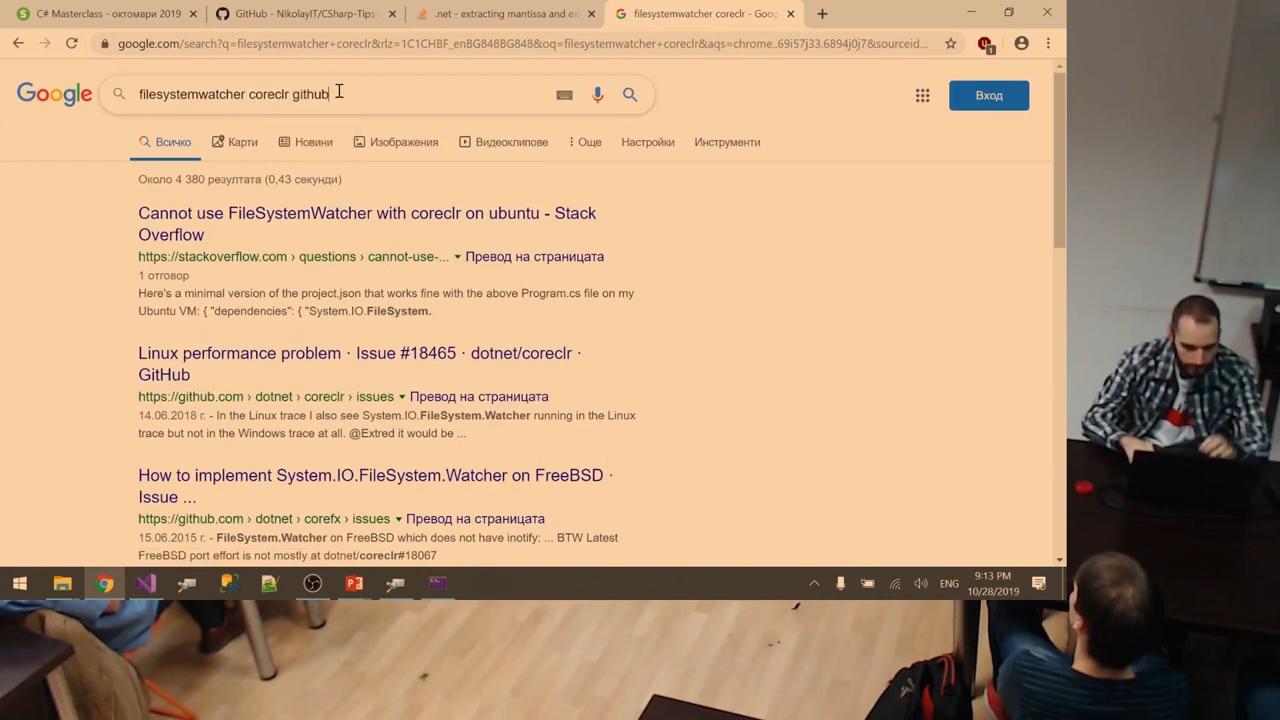 C# Masterclass - октомври 2019
GitHub - NikolayIT/CSharp-Tips
.net - extracting mantissa and ex
filesystemwatcher coreclr - Goog
google.com/search?q=filesystemwatcher+coreclr&rlz=1C1CHBF_enBG848BG848&oq=filesystemwatcher+coreclr&aqs=chrome..69i57j33.6894j0j7&sourceid...
Google
filesystemwatcher coreclr github
Вход
Всичко
Карти
Новини
Изображения
Видеоклипове
Още
Настройки
Инструменти
Около 4 380 резултата (0,43 секунди)
Cannot use FileSystemWatcher with coreclr on ubuntu - Stack
Overflow
https://stackoverflow.com › questions › cannot-use-... ▾ Превод на страницата
1 отговор
Here's a minimal version of the project.json that works fine with the above Program.cs file on my
Ubuntu VM: { "dependencies": { "System.IO.FileSystem.
Linux performance problem · Issue #18465 · dotnet/coreclr ·
GitHub
https://github.com › dotnet › coreclr › issues ▾ Превод на страницата
14.06.2018 г. - In the Linux trace I also see System.IO.FileSystem.Watcher running in the Linux
trace but not in the Windows trace at all. @Extred it would be ...
How to implement System.IO.FileSystem.Watcher on FreeBSD ·
Issue ...
https://github.com › dotnet › corefx › issues ▾ Превод на страницата
15.06.2015 г. - FileSystem.Watcher on FreeBSD which does not have inotify: ... BTW Latest
FreeBSD port effort is not mostly at dotnet/coreclr#18067
ENG
9:13 PM
10/28/2019